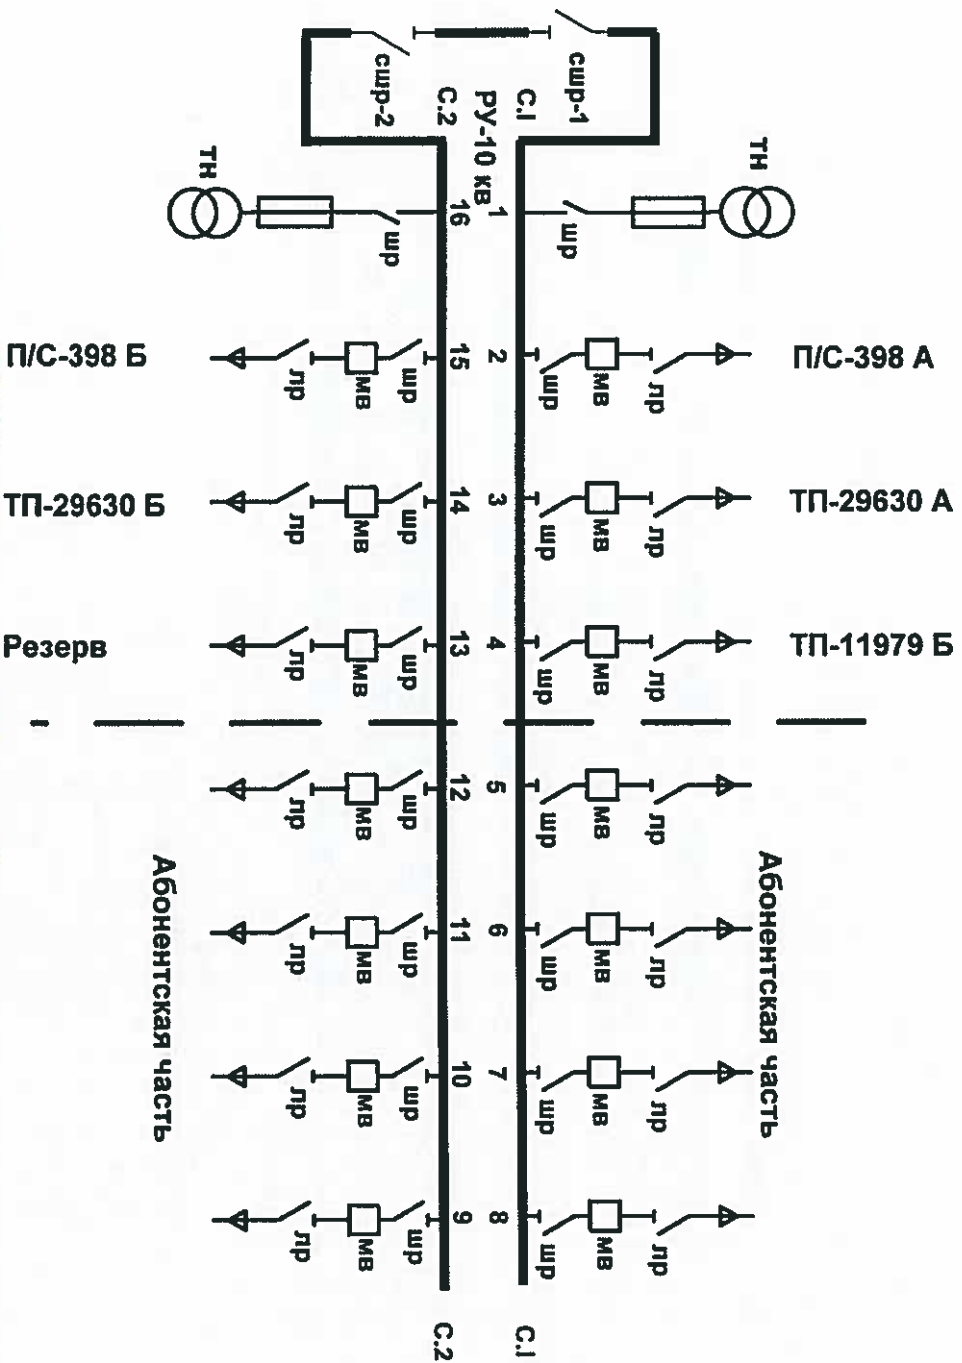 сшр-2
сшр-1
С.2
РУ-10 кв
С.1
тн
тн
16
1
шр
шр
П/С-398 Б
лр
мв
шр
15
2
шр
мв
лр
П/С-398 А
ТП-29630 Б
лр
мв
шр
14
3
шр
мв
лр
ТП-29630 А
Резерв
лр
мв
шр
13
4
шр
мв
лр
ТП-11979 Б
лр
мв
шр
12
5
шр
мв
лр
Абонентская часть
Абонентская часть
лр
мв
шр
11
6
шр
мв
лр
лр
мв
шр
10
7
шр
мв
лр
лр
мв
шр
9
8
шр
мв
лр
С.2
С.1